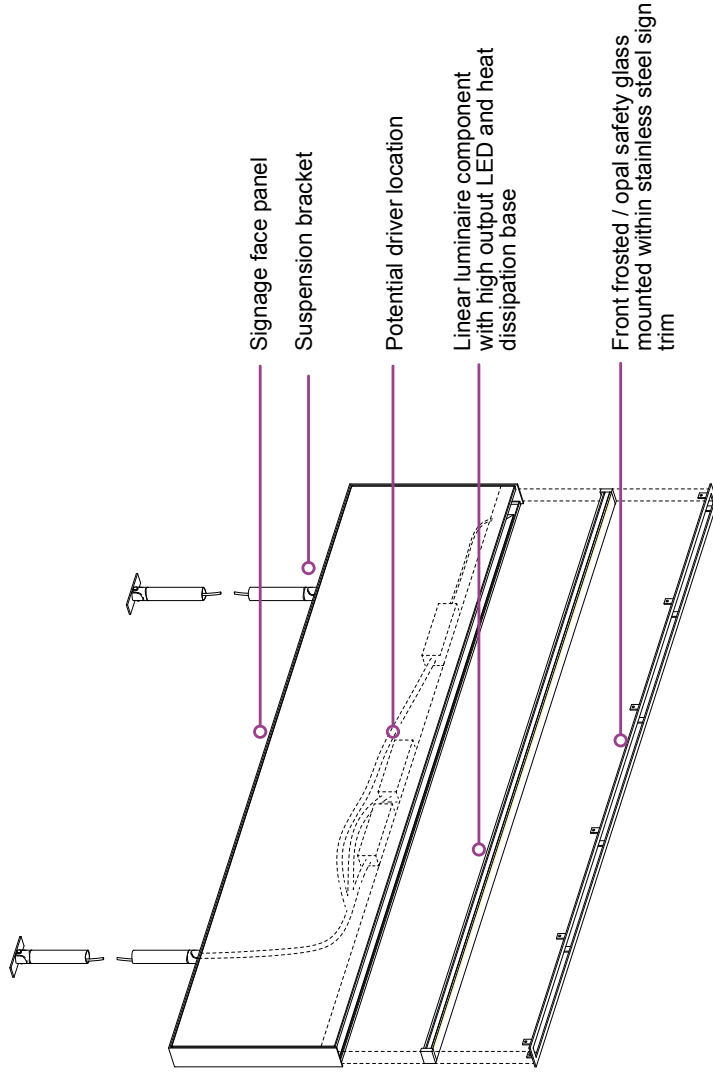 Signage face panel
Suspension bracket
Potential driver location
Linear luminaire component
with high output LED and heat
dissipation base
Front frosted / opal safety glass
mounted within stainless steel sign
trim